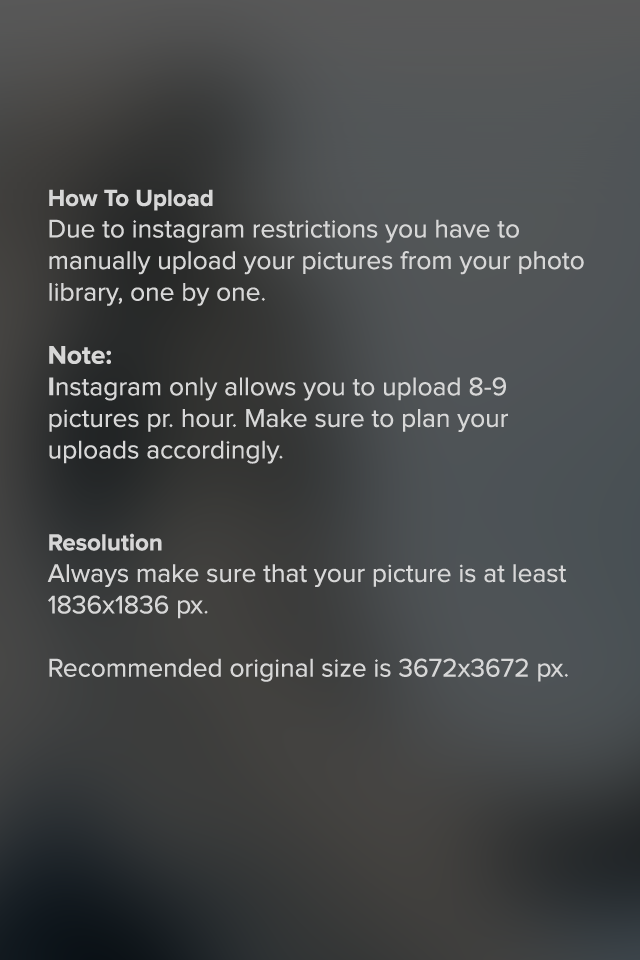 How To Upload
Due to instagram restrictions you have to
manually upload your pictures from your photo
library, one by one.
Note:
Instagram only allows you to upload 8-9
pictures pr. hour. Make sure to plan your
uploads accordingly.
Resolution
Always make sure that your picture is at least
1836x1836 px.
Recommended original size is 3672x3672 px.